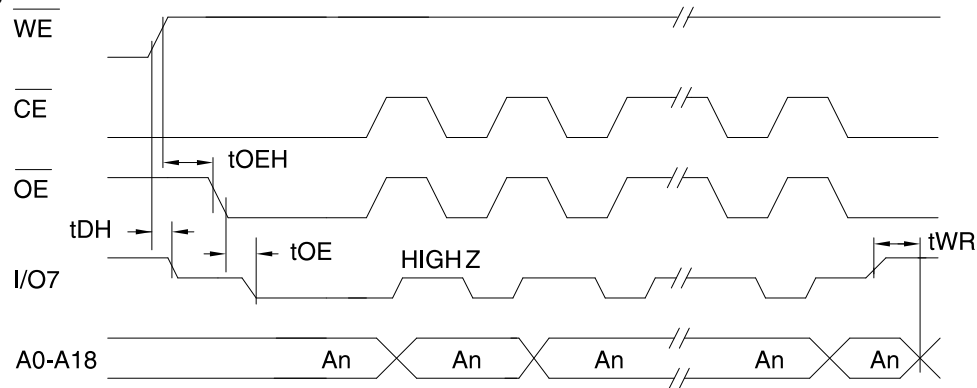 WE
CE
tOEH
OE
tDH
tOE
tWR
HIGH Z
I/O7
A0-A18 An An An An An